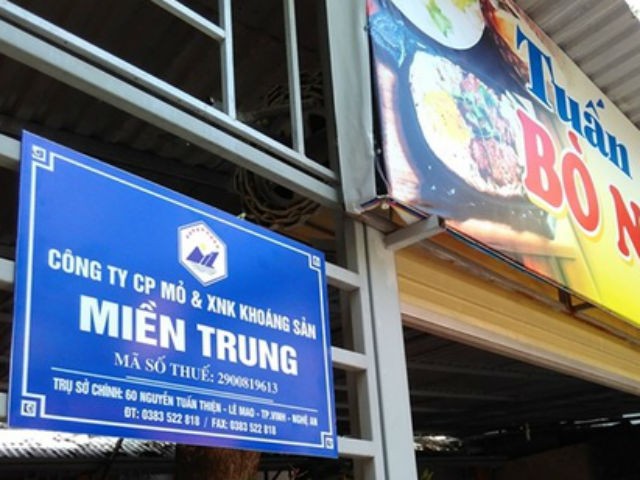 CÔNG TY CP MỎ & XNK KHOÁNG SẢN
MIỀN TRUNG
MÃ SỐ THUẾ: 2900819613
TRỤ SỞ CHÍNH: 60 NGUYỄN TUẤN THIỆN - LÊ MAO - TP.VINH - NGHỆ AN
ĐT: 0383 522 818 / FAX: 0383 522 818
Tuấn
BÒ N